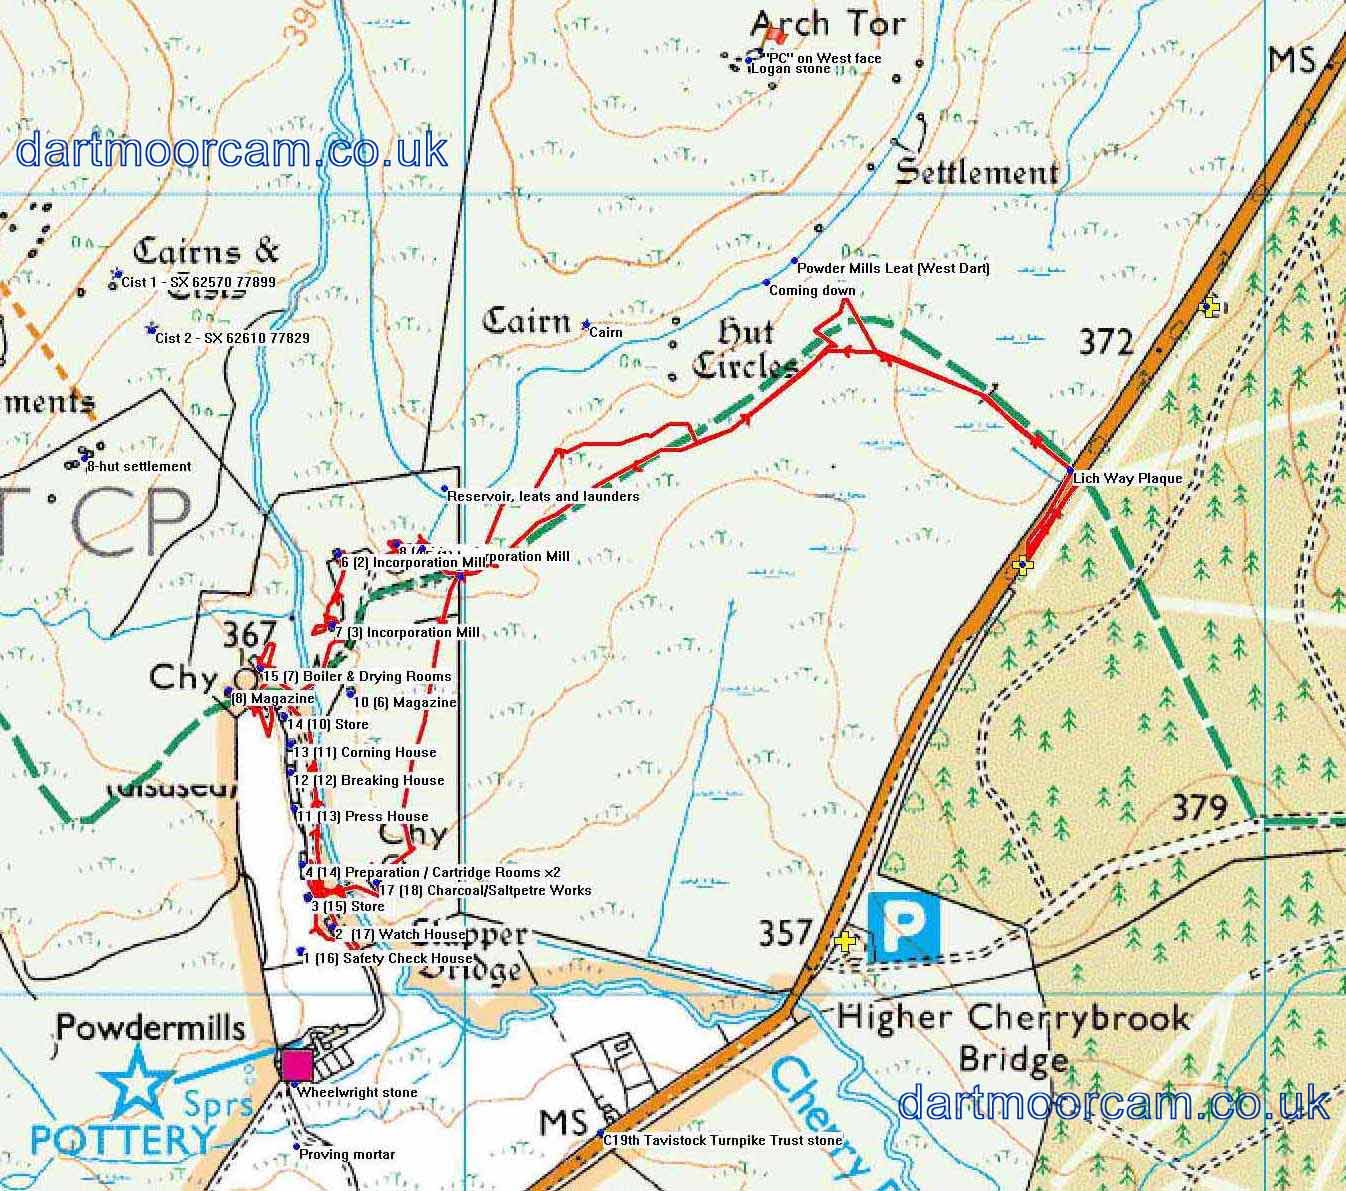 390
Arch Tor
"PC" on West face
Logan stone
MS
dartmoorcam.co.uk
Settlement
Cairns &
Cist 1 - SX 62570 77899
Cists
Powder Mills Leat (West Dart)
Coming down
Cairn
Cairn
Hut
Circles
372
Cist 2 - SX 62610 77829
ments
8-hut settlement
T CP
Reservoir, leats and launders
Lich Way Plaque
poration Mill
6 (2) Incorporation Mill
7 (3) Incorporation Mill
367
Chy
15 (7) Boiler & Drying Rooms
(8) Magazine
10 (6) Magazine
14 (10) Store
13 (11) Corning House
12 (12) Breaking House
(disused)
11 (13) Press House
Chy
379
4 (14) Preparation / Cartridge Rooms x2
17 (18) Charcoal/Saltpetre Works
3 (15) Store
2 (17) Watch House
Clapper
Bridge
1 (16) Safety Check House
357
P
Powdermills
Higher Cherrybrook
Bridge
Wheelwright stone
Sprs
POTTERY
MS
C19th Tavistock Turnpike Trust stone
Cherry
Proving mortar
dartmoorcam.co.uk